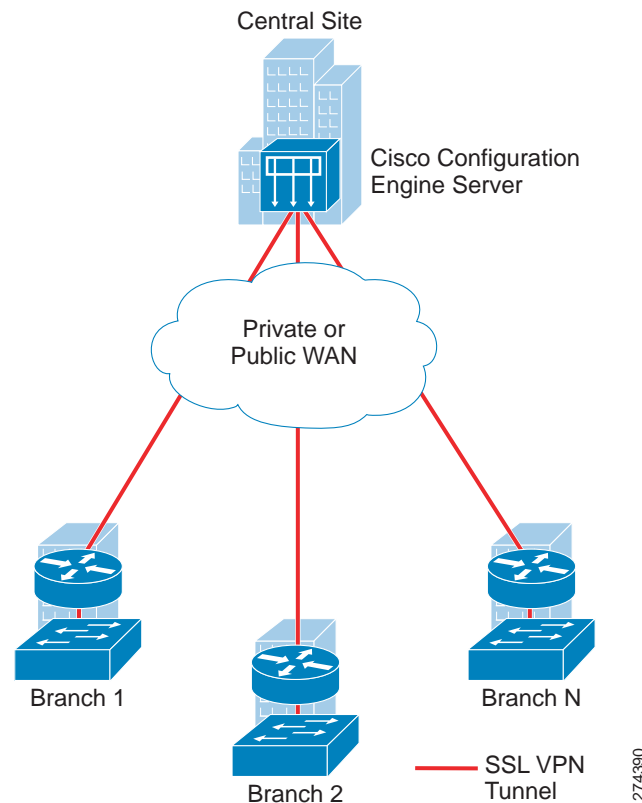 Central Site
Cisco Configuration
Engine Server
Private or
Public WAN
Branch 1
Branch N
Branch 2
SSL VPN
Tunnel
274390